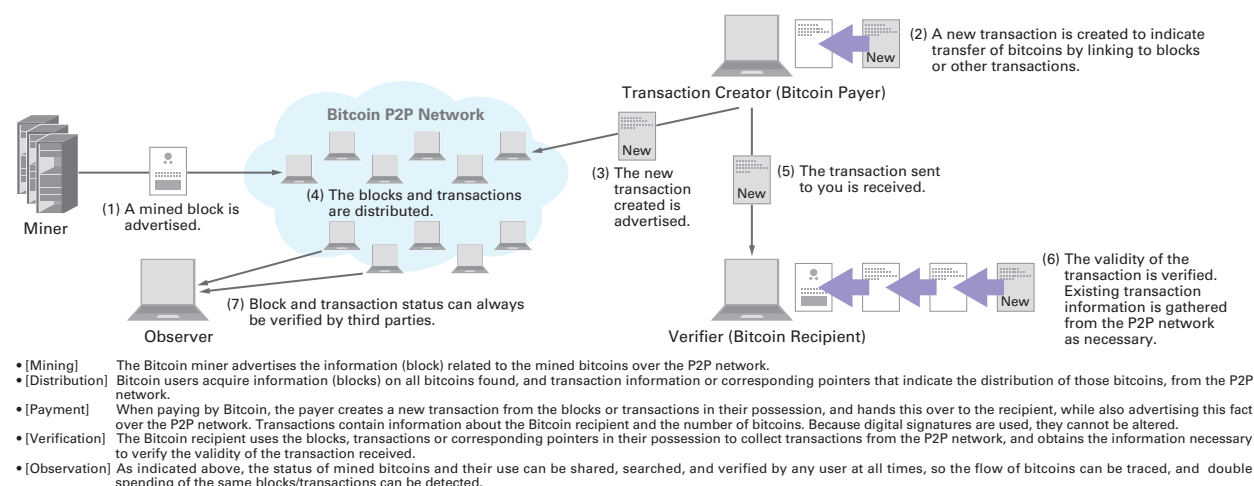 (2) A new transaction is created to indicate
transfer of bitcoins by linking to blocks
or other transactions.
New
Transaction Creator (Bitcoin Payer)
Bitcoin P2P Network
New
(3) The new
transaction
created is
advertised.
(5) The transaction sent
to you is received.
New
(4) The blocks and transactions
are distributed.
(1) A mined block is
advertised.
Miner
(6) The validity of the
transaction is verified.
Existing transaction
information is gathered
from the P2P network
as necessary.
New
(7) Block and transaction status can always
be verified by third parties.
Observer
Verifier (Bitcoin Recipient)
• [Mining] The Bitcoin miner advertises the information (block) related to the mined bitcoins over the P2P network.
• [Distribution] Bitcoin users acquire information (blocks) on all bitcoins found, and transaction information or corresponding pointers that indicate the distribution of those bitcoins, from the P2P
network.
• [Payment] When paying by Bitcoin, the payer creates a new transaction from the blocks or transactions in their possession, and hands this over to the recipient, while also advertising this fact
over the P2P network. Transactions contain information about the Bitcoin recipient and the number of bitcoins. Because digital signatures are used, they cannot be altered.
• [Verification] The Bitcoin recipient uses the blocks, transactions or corresponding pointers in their possession to collect transactions from the P2P network, and obtains the information necessary
to verify the validity of the transaction received.
• [Observation] As indicated above, the status of mined bitcoins and their use can be shared, searched, and verified by any user at all times, so the flow of bitcoins can be traced, and double
spending of the same blocks/transactions can be detected.